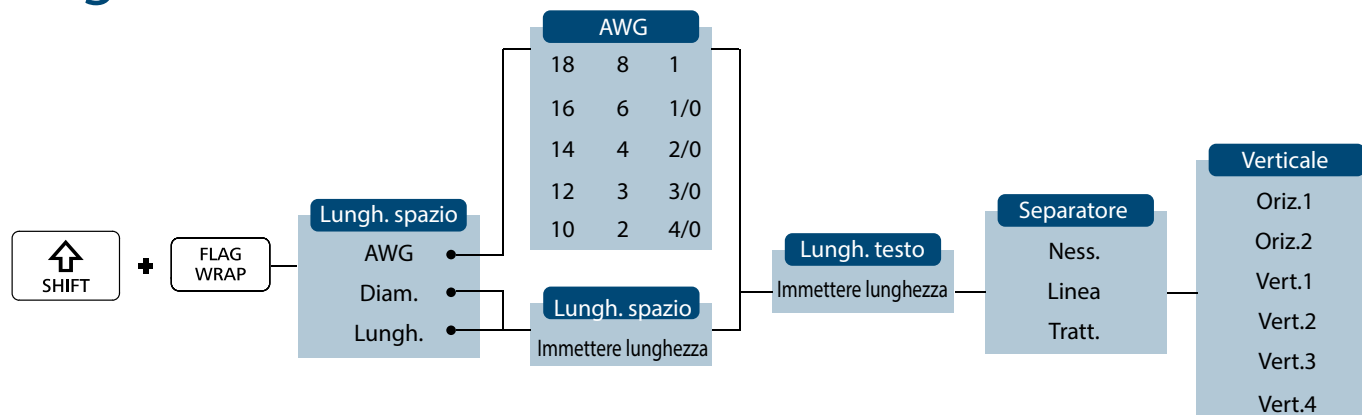 SHIFT
FLAG
WRAP
Lungh. spazio
AWG
Diam.
Lungh.
AWG
18 8 1
16 6 1/0
14 4 2/0
12 3 3/0
10 2 4/0
Lungh. spazio
Immettere lunghezza
Lungh. testo
Immettere lunghezza
Separatore
Ness.
Linea
Tratt.
Verticale
Oriz.1
Oriz.2
Vert.1
Vert.2
Vert.3
Vert.4